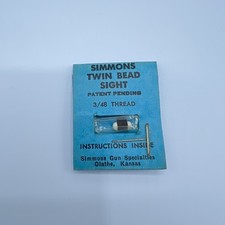 SIMMONS
TWIN BEAD
SIGHT
PATENT PENDING
3/48 THREAD
INSTRUCTIONS INSIDE
Simmons Gun Specialties
Olathe, Kansas